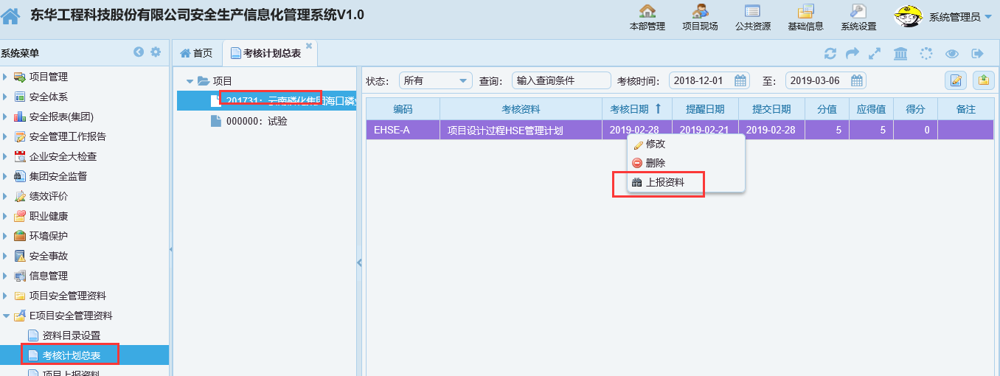 东华工程科技股份有限公司安全生产信息化管理系统V1.0
本部管理 项目现场 公共资源 基础信息 系统设置 系统管理员
系统菜单
首页 考核计划总表
项目管理
安全体系
安全报表(集团)
安全管理工作报告
企业安全大检查
集团安全监督
绩效评价
职业健康
环境保护
安全事故
信息管理
项目安全管理资料
E项目安全管理资料
资料目录设置
考核计划总表
项目上报资料
项目
201731：云南磷化集团海口磷
000000：试验
状态： 所有 查询： 输入查询条件 考核时间： 2018-12-01 至： 2019-03-06
编码 考核资料 考核日期 提醒日期 提交日期 分值 应得值 得分 备注
EHSE-A 项目设计过程HSE管理计划 2019-02-28 2019-02-21 2019-02-28 5 5 0
修改
删除
上报资料